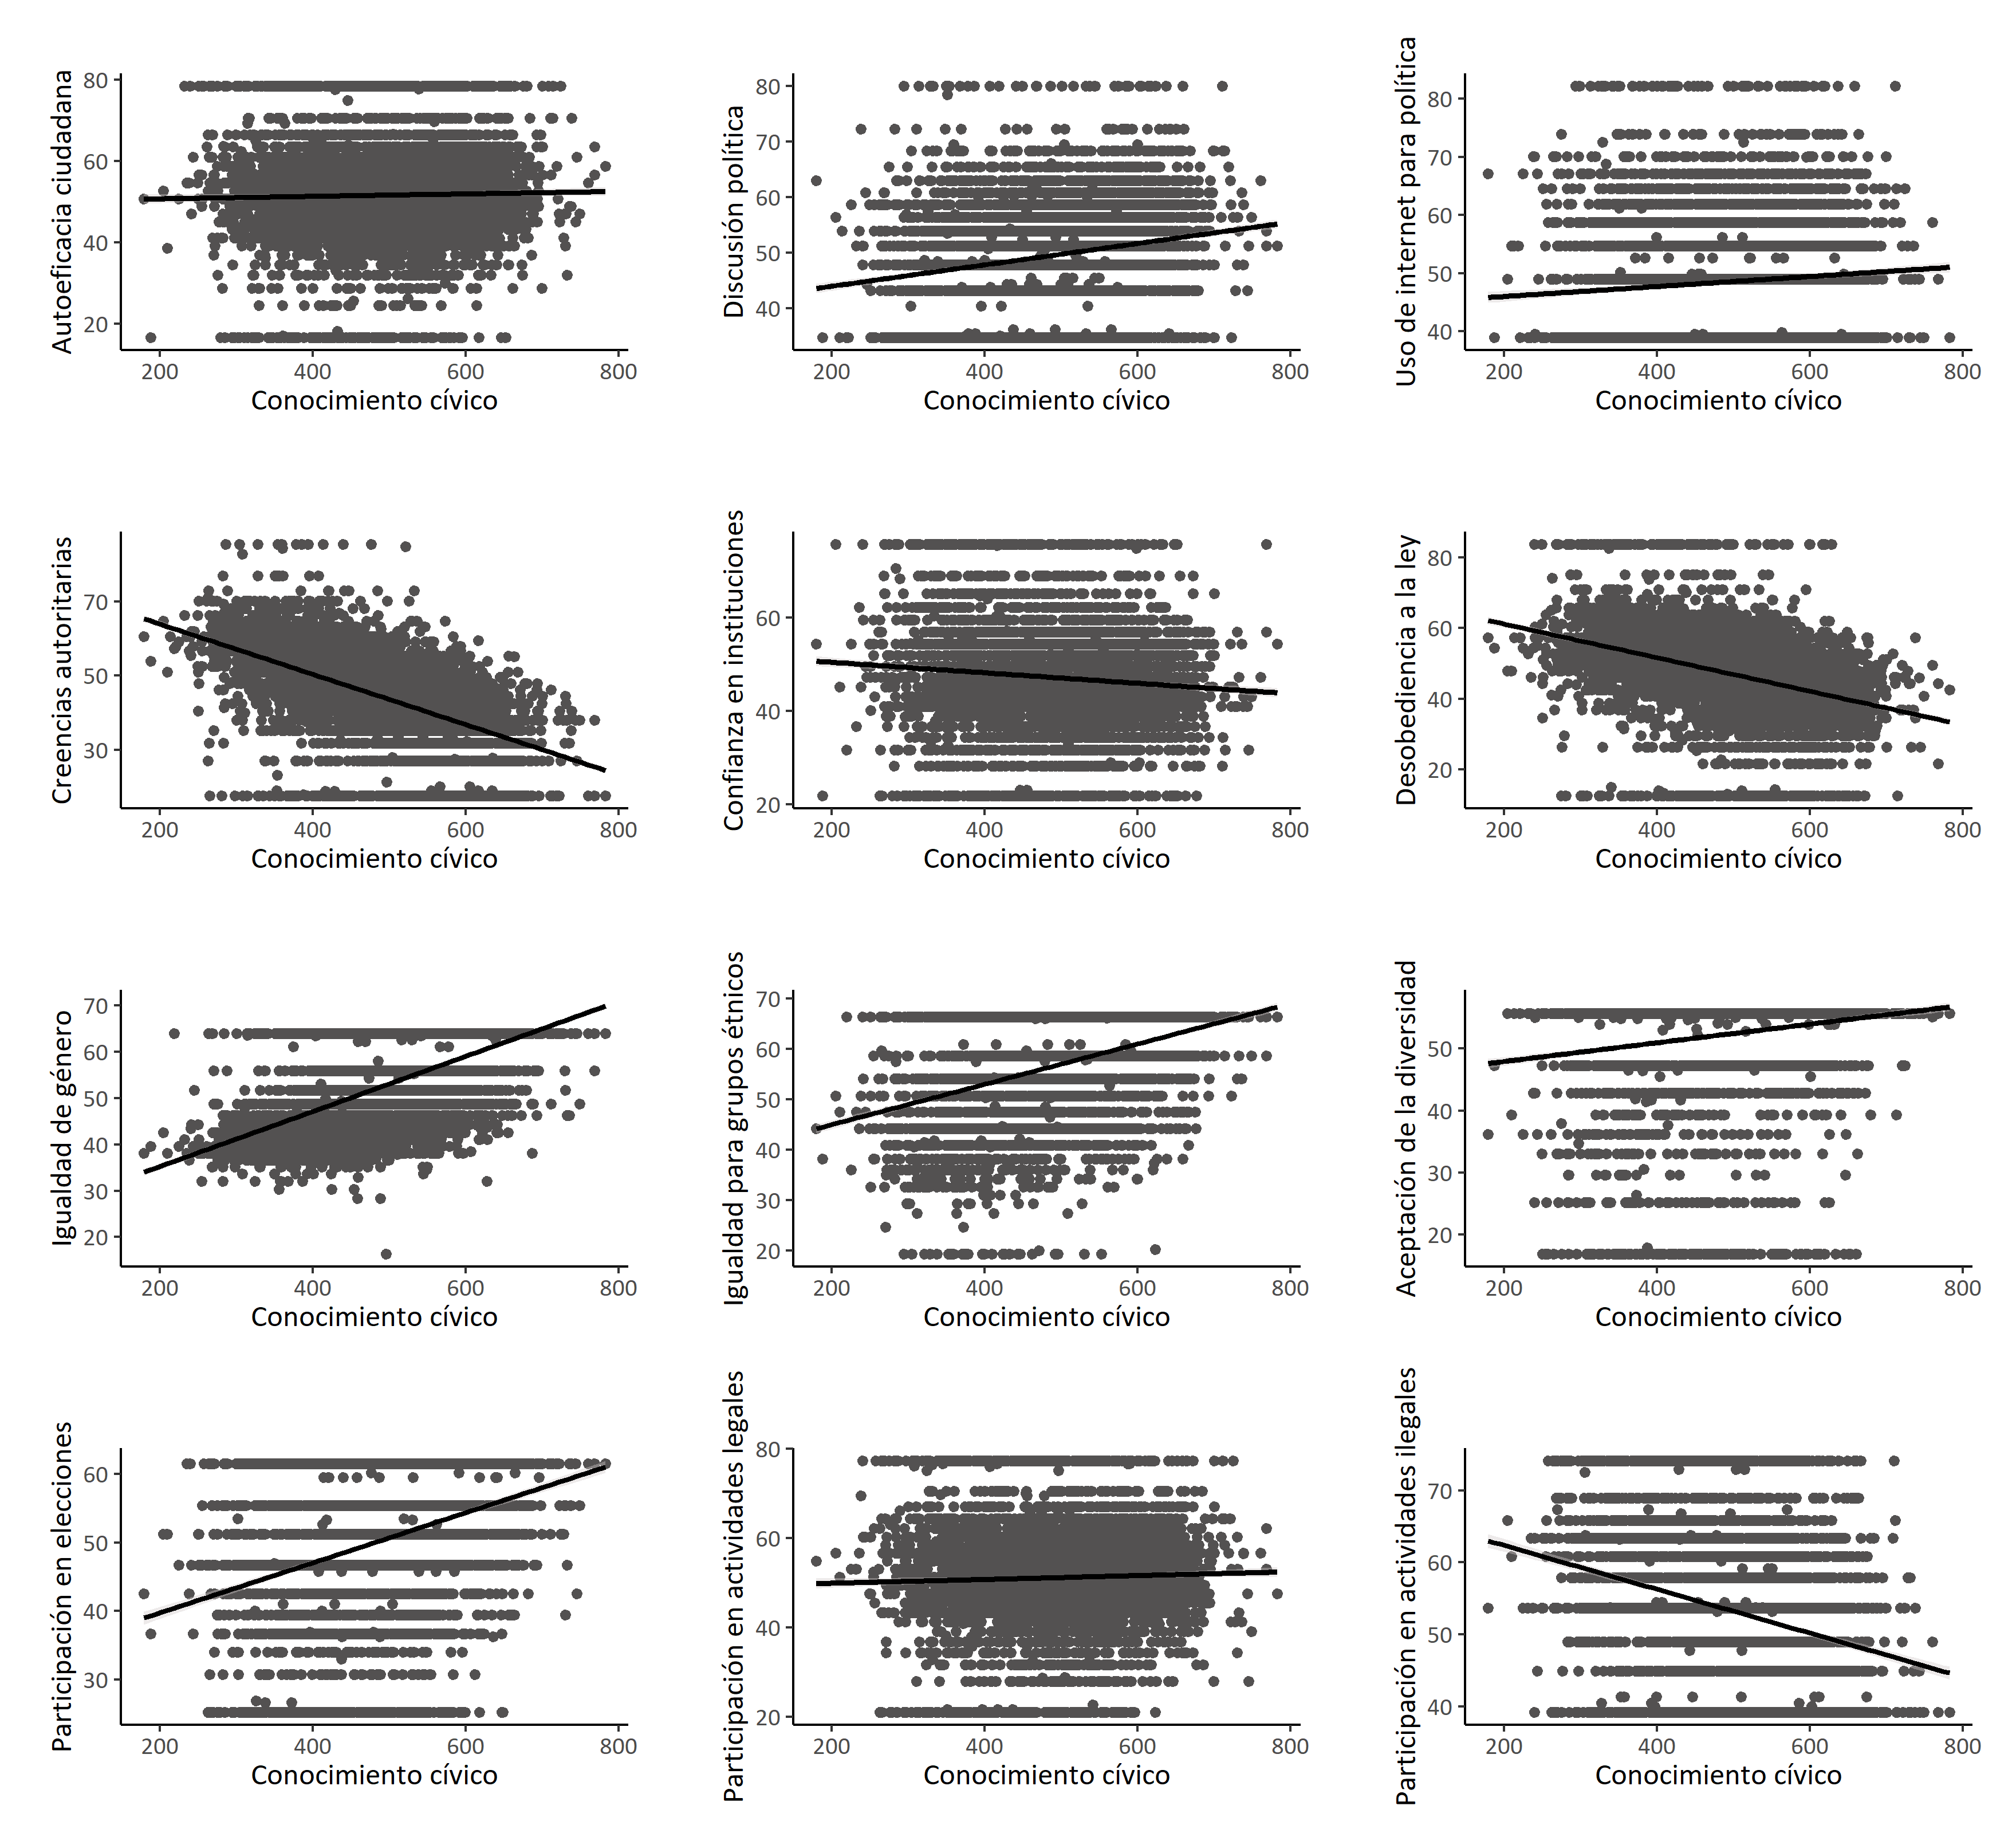 Autoeficacia ciudadana
80
60
40
20
200 400 600 800
Conocimiento cívico
Discusión política
80
70
60
50
40
200 400 600 800
Conocimiento cívico
Uso de internet para política
80
70
60
50
40
200 400 600 800
Conocimiento cívico
Creencias autoritarias
70
50
30
200 400 600 800
Conocimiento cívico
Confianza en instituciones
60
40
20
200 400 600 800
Conocimiento cívico
Desobediencia a la ley
80
60
40
20
200 400 600 800
Conocimiento cívico
Igualdad de género
70
60
50
40
30
20
200 400 600 800
Conocimiento cívico
Igualdad para grupos étnicos
70
60
50
40
30
20
200 400 600 800
Conocimiento cívico
Aceptación de la diversidad
50
40
30
20
200 400 600 800
Conocimiento cívico
Participación en elecciones
60
50
40
30
200 400 600 800
Conocimiento cívico
Participación en actividades legales
80
60
40
20
200 400 600 800
Conocimiento cívico
Participación en actividades ilegales
70
60
50
40
200 400 600 800
Conocimiento cívico